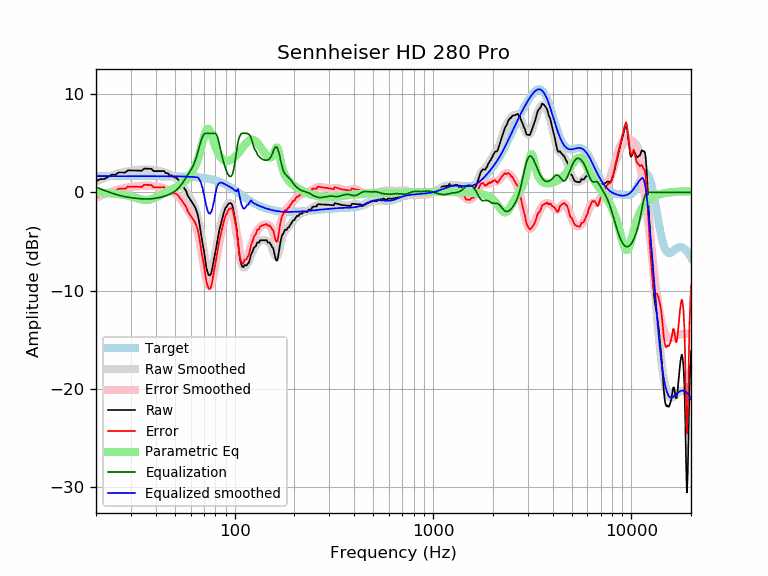 Sennheiser HD 280 Pro
Amplitude (dBr)
10
0
−10
−20
−30
Target
Raw Smoothed
Error Smoothed
Raw
Error
Parametric Eq
Equalization
Equalized smoothed
100
1000
10000
Frequency (Hz)